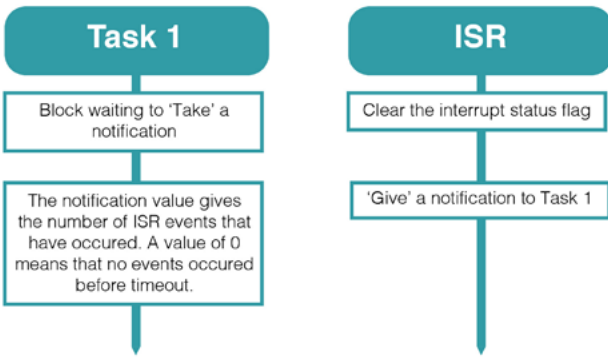 Task 1
Block waiting to ‘Take’ a
notification
The notification value gives
the number of ISR events that
have occured. A value of 0
means that no events occured
before timeout.
ISR
Clear the interrupt status flag
‘Give’ a notification to Task 1